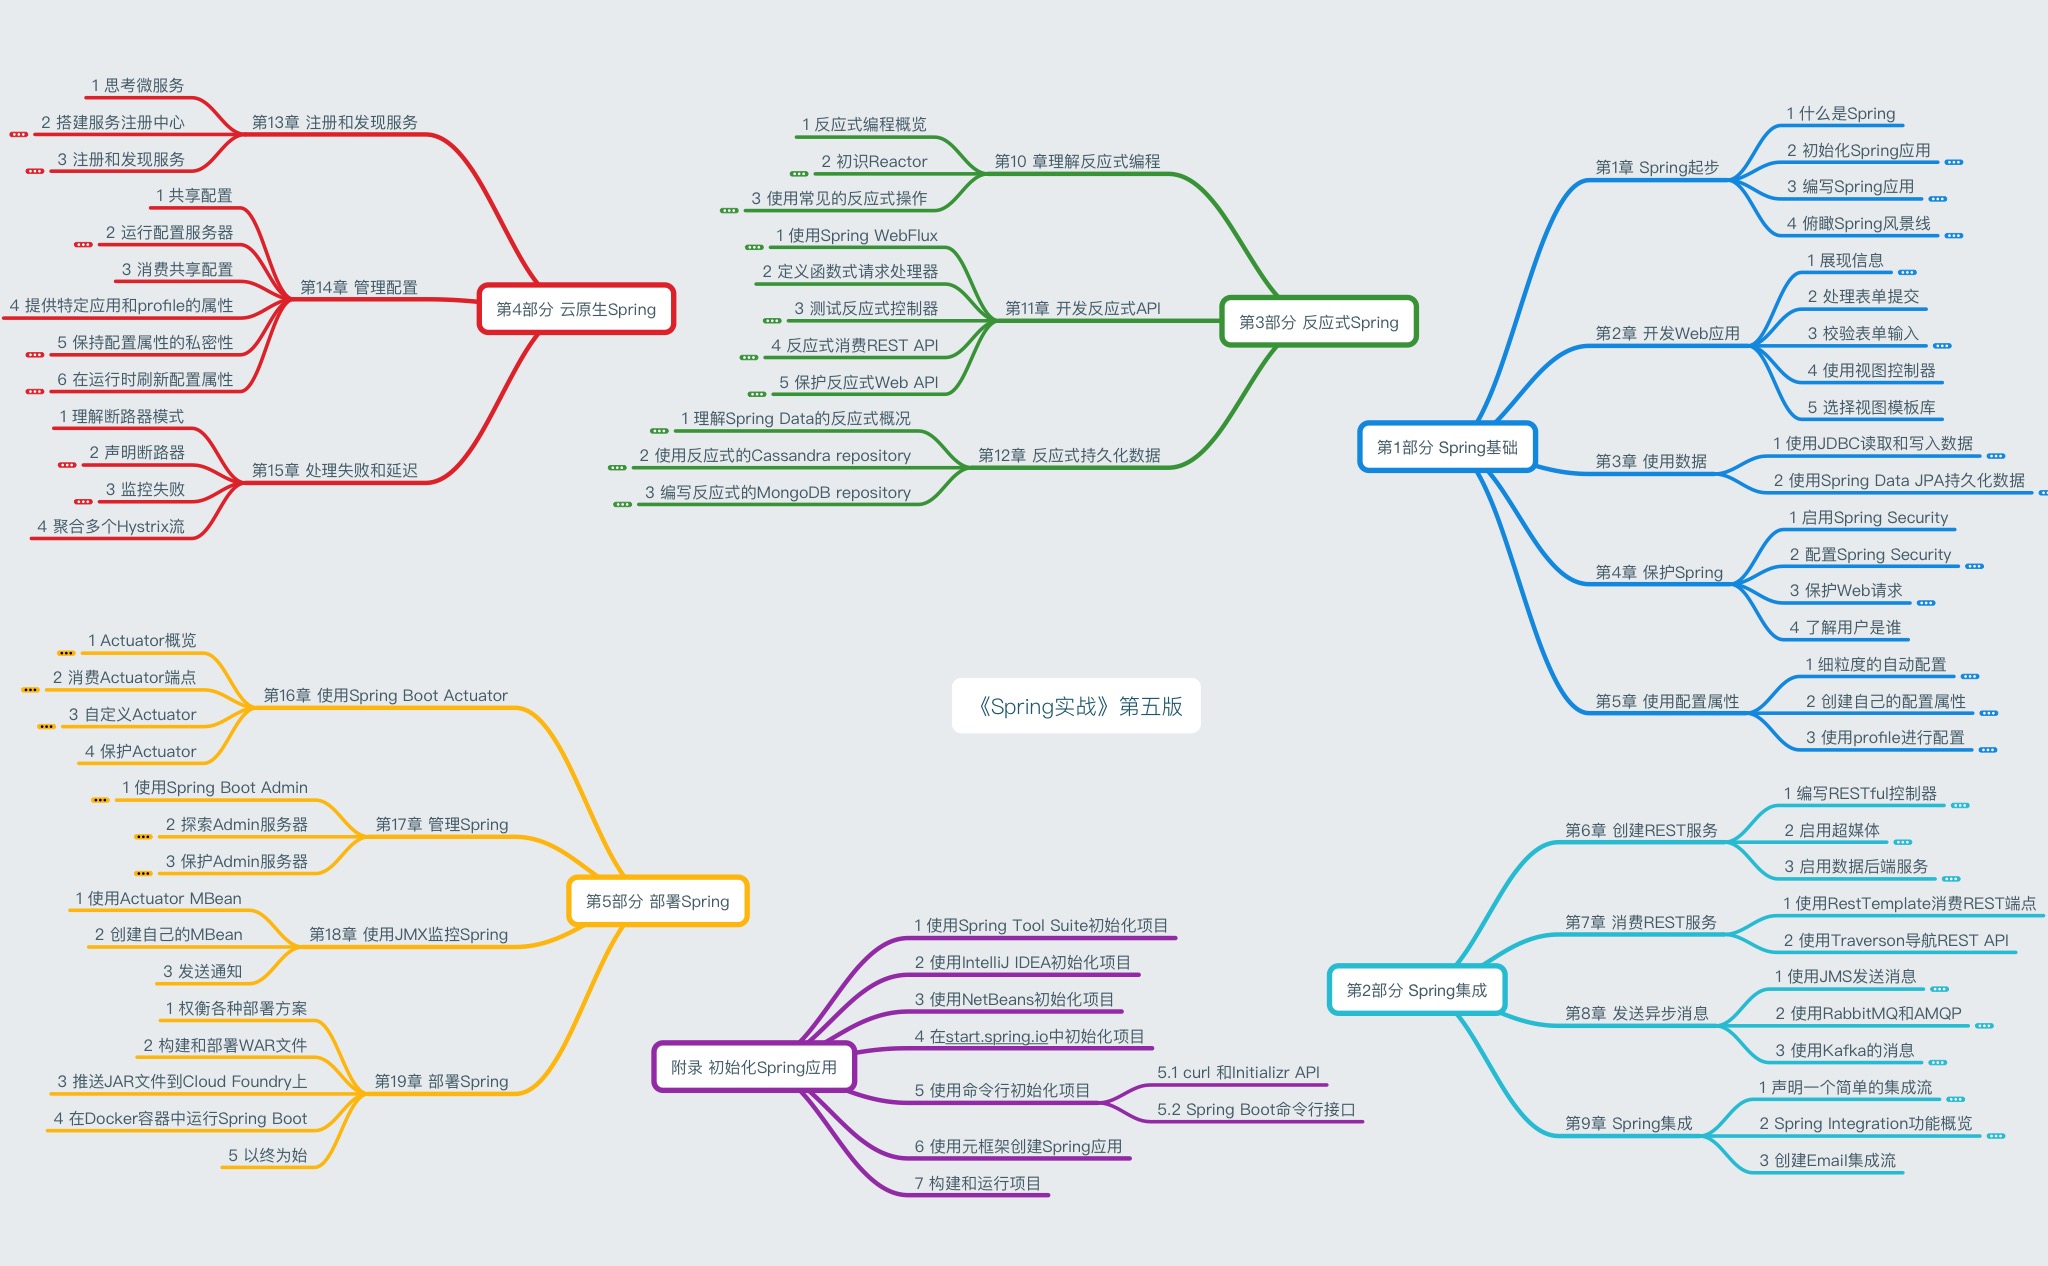 《Spring实战》第五版
第1部分 Spring基础
第1章 Spring起步
1 什么是Spring
2 初始化Spring应用
3 编写Spring应用
4 俯瞰Spring风景线
第2章 开发Web应用
1 展现信息
2 处理表单提交
3 校验表单输入
4 使用视图控制器
5 选择视图模板库
第3章 使用数据
1 使用JDBC读取和写入数据
2 使用Spring Data JPA持久化数据
第4章 保护Spring
1 启用Spring Security
2 配置Spring Security
3 保护Web请求
4 了解用户是谁
第5章 使用配置属性
1 细粒度的自动配置
2 创建自己的配置属性
3 使用profile进行配置
第2部分 Spring集成
第6章 创建REST服务
1 编写RESTful控制器
2 启用超媒体
3 启用数据后端服务
第7章 消费REST服务
1 使用RestTemplate消费REST端点
2 使用Traverson导航REST API
第8章 发送异步消息
1 使用JMS发送消息
2 使用RabbitMQ和AMQP
3 使用Kafka的消息
第9章 Spring集成
1 声明一个简单的集成流
2 Spring Integration功能概览
3 创建Email集成流
第3部分 反应式Spring
第10 章理解反应式编程
1 反应式编程概览
2 初识Reactor
3 使用常见的反应式操作
第11章 开发反应式API
1 使用Spring WebFlux
2 定义函数式请求处理器
3 测试反应式控制器
4 反应式消费REST API
5 保护反应式Web API
第12章 反应式持久化数据
1 理解Spring Data的反应式概况
2 使用反应式的Cassandra repository
3 编写反应式的MongoDB repository
第4部分 云原生Spring
第13章 注册和发现服务
1 思考微服务
2 搭建服务注册中心
3 注册和发现服务
第14章 管理配置
1 共享配置
2 运行配置服务器
3 消费共享配置
4 提供特定应用和profile的属性
5 保持配置属性的私密性
6 在运行时刷新配置属性
第15章 处理失败和延迟
1 理解断路器模式
2 声明断路器
3 监控失败
4 聚合多个Hystrix流
第5部分 部署Spring
第16章 使用Spring Boot Actuator
1 Actuator概览
2 消费Actuator端点
3 自定义Actuator
4 保护Actuator
第17章 管理Spring
1 使用Spring Boot Admin
2 探索Admin服务器
3 保护Admin服务器
第18章 使用JMX监控Spring
1 使用Actuator MBean
2 创建自己的MBean
3 发送通知
第19章 部署Spring
1 权衡各种部署方案
2 构建和部署WAR文件
3 推送JAR文件到Cloud Foundry上
4 在Docker容器中运行Spring Boot
5 以终为始
附录 初始化Spring应用
1 使用Spring Tool Suite初始化项目
2 使用IntelliJ IDEA初始化项目
3 使用NetBeans初始化项目
4 在start.spring.io中初始化项目
5 使用命令行初始化项目
5.1 curl 和Initializr API
5.2 Spring Boot命令行接口
6 使用元框架创建Spring应用
7 构建和运行项目